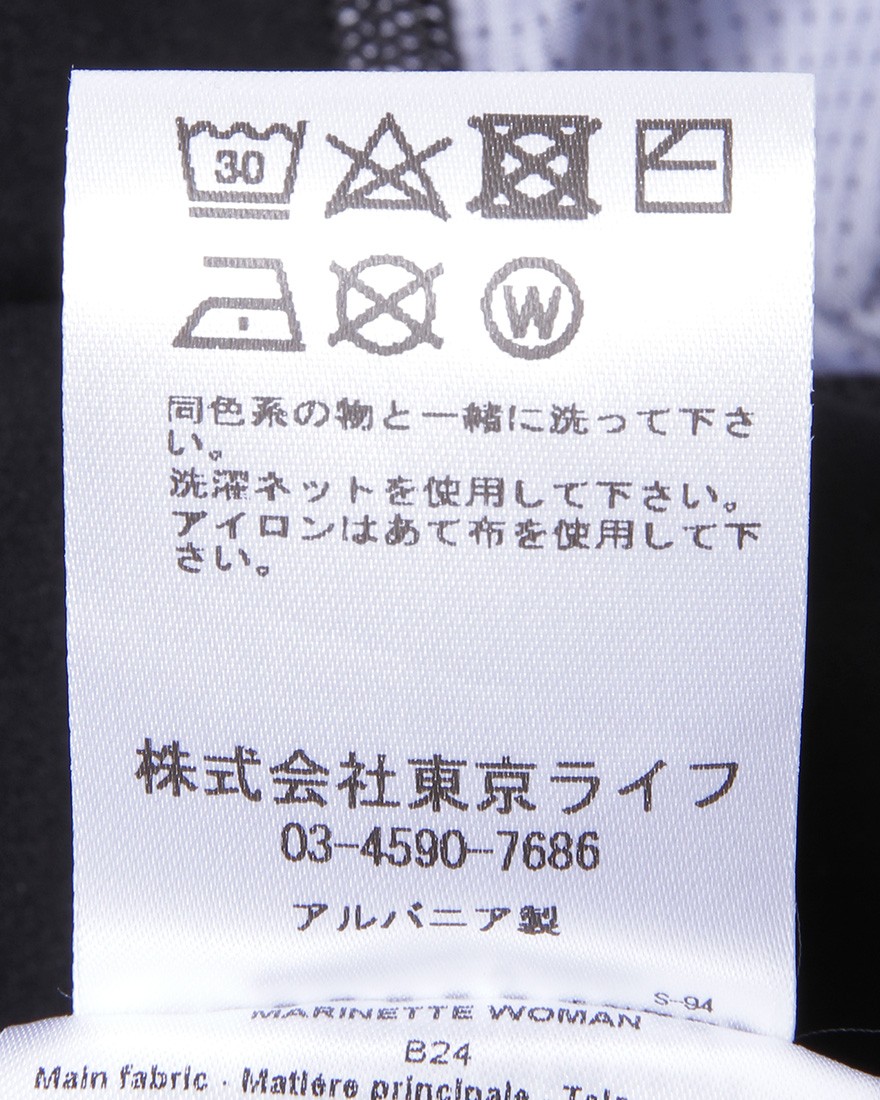 30
W
同色系の物と一緒に洗って下さ
い。
洗濯ネットを使用して下さい。
アイロンはあて布を使用して下
さい。
株式会社東京ライフ
03-4590-7686
アルバニア製
S-94
MARINETTE WOMAN
B24
Main fabric · Matière principale ·